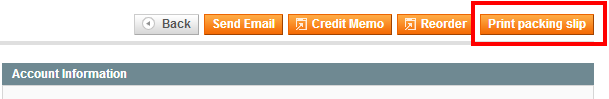 Back Send Email Credit Memo Reorder Print packing slip
Account Information